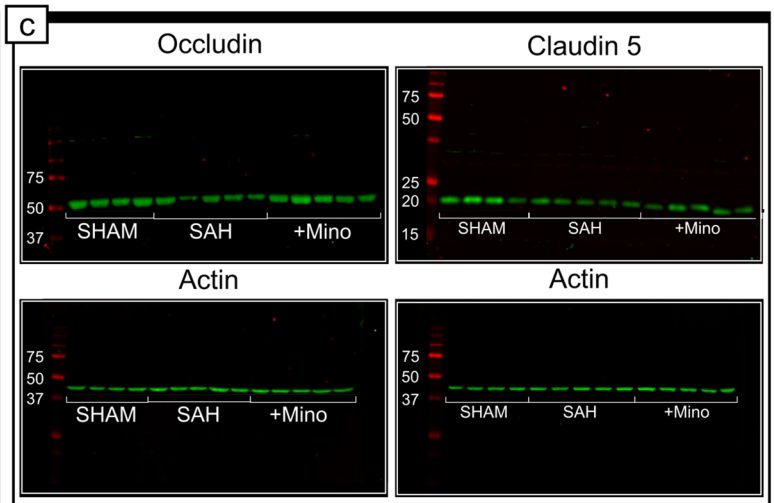 c
Occludin
75
50
37
SHAM SAH +Mino
Claudin 5
75
50
25
20
15
SHAM SAH +Mino
Actin
75
50
37
SHAM SAH +Mino
Actin
75
50
37
SHAM SAH +Mino